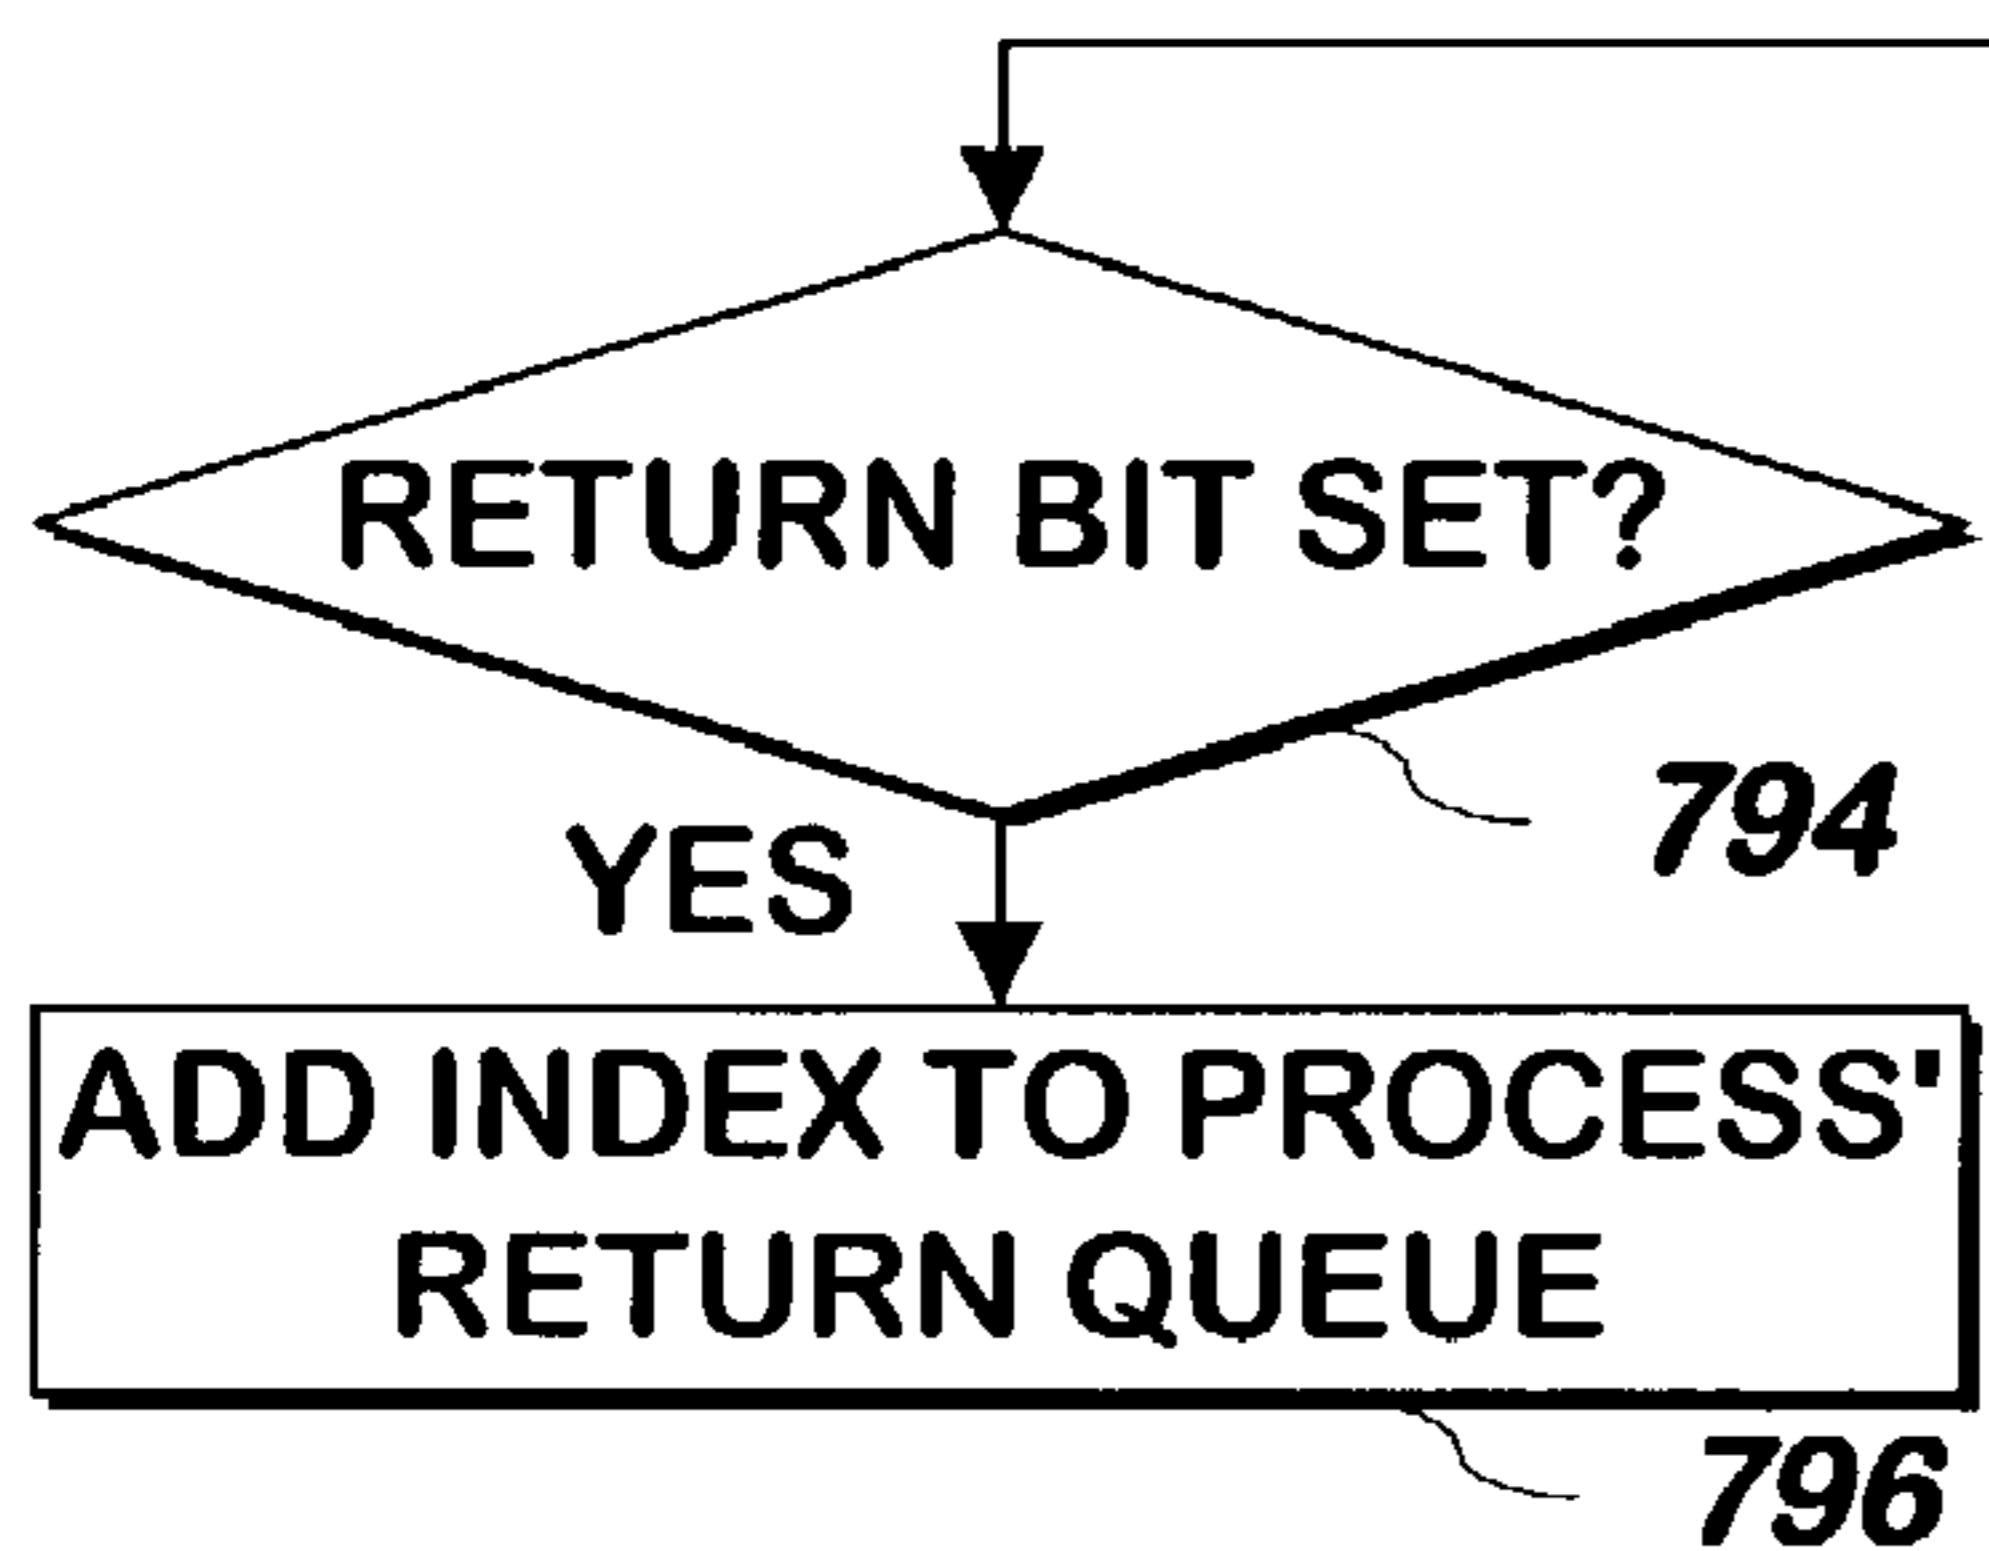 RETURN BIT SET?
794
YES
ADD INDEX TO PROCESS'
RETURN QUEUE
796